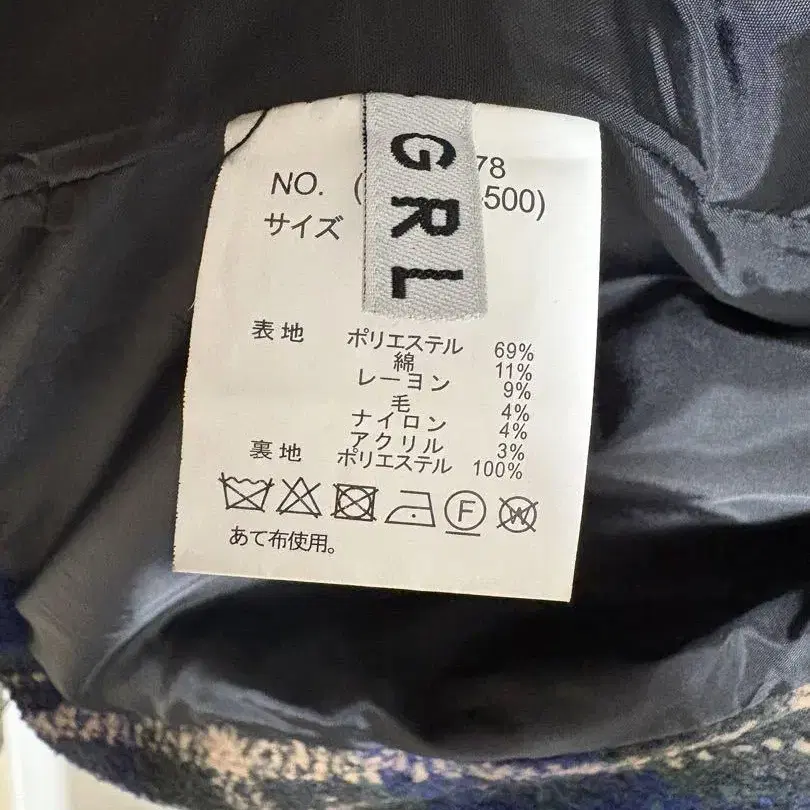 GRL
78
NO. ( 500)
サイズ
表地 ポリエステル 69%
綿 11%
レーヨン 9%
毛 4%
ナイロン 4%
アクリル 3%
裏地 ポリエステル 100%
F W
あて布使用。